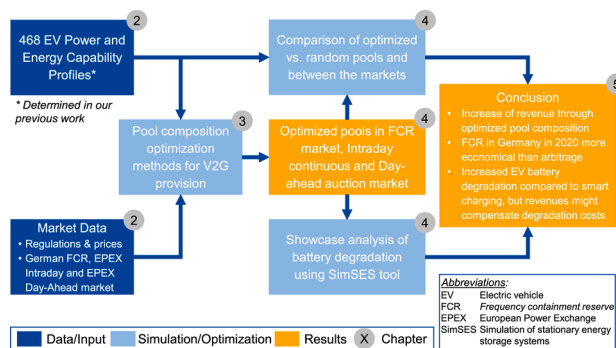 468 EV Power and
Energy Capability
Profiles*
2
* Determined in our
previous work
Comparison of optimized
vs. random pools and
between the markets
4
Pool composition
optimization
methods for V2G
provision
3
Optimized pools in FCR
market, Intraday
continuous and Day-
ahead auction market
4
Conclusion
5
• Increase of revenue through
optimized pool composition
• FCR in Germany in 2020 more
economical than arbitrage
• Increased EV battery
degradation compared to smart
charging, but revenues might
compensate degradation costs
Market Data
2
• Regulations & prices
• German FCR, EPEX
Intraday and EPEX
Day-Ahead market
Showcase analysis of
battery degradation
using SimSES tool
4
Abbreviations:
EV Electric vehicle
FCR Frequency containment reserve
EPEX European Power Exchange
SimSES Simulation of stationary energy
storage systems
Data/Input Simulation/Optimization Results X Chapter